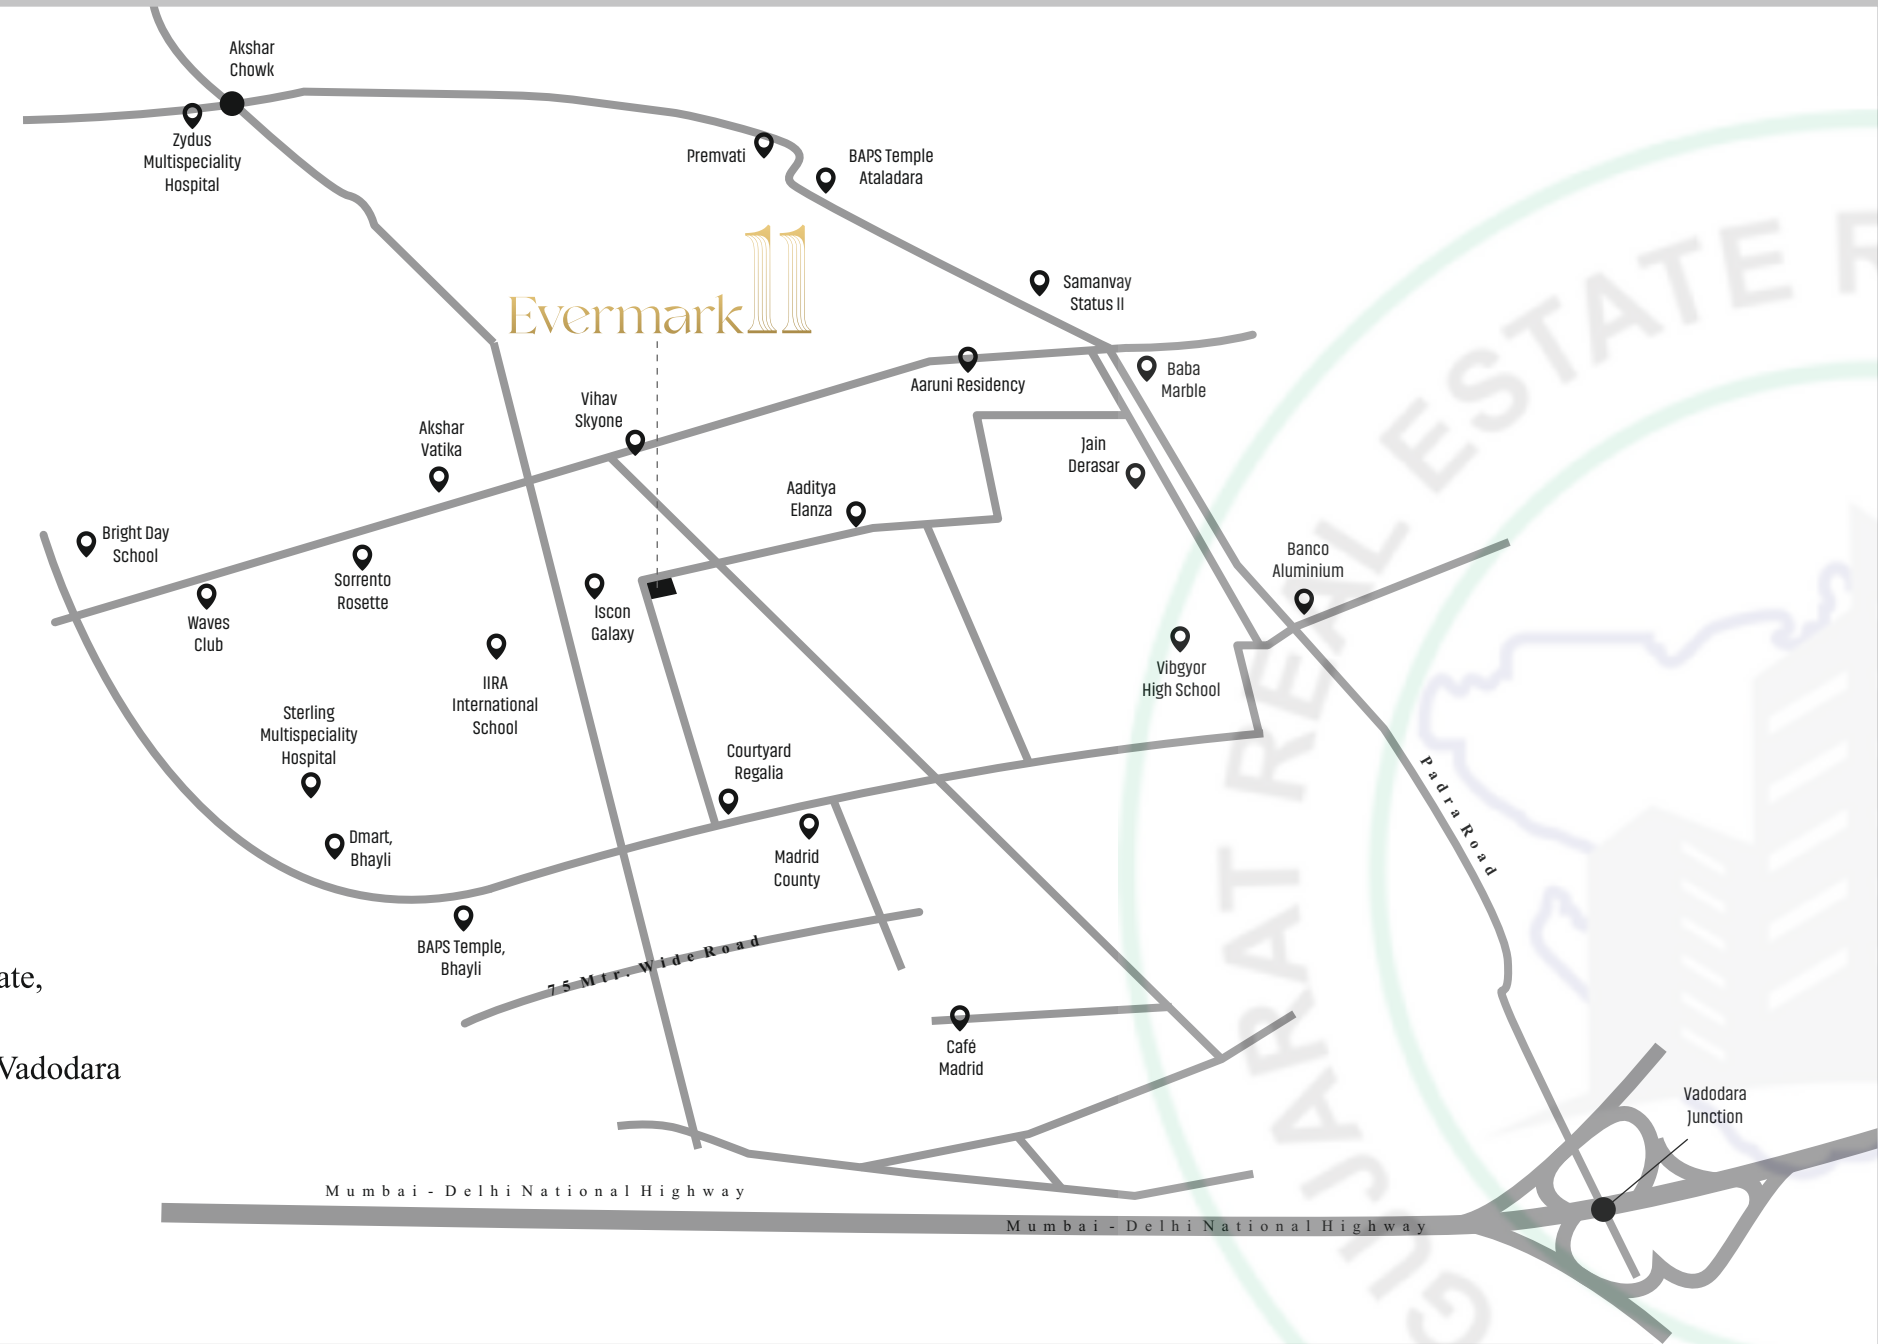 Akshar
Chowk
Zydus
Multispeciality
Hospital
Premvati
BAPS Temple
Ataladara
Evermark 11
Samanvay
Status II
Baba
Marble
Aaruni Residency
Vihav
Skyone
Akshar
Vatika
Jain
Derasar
Aaditya
Elanza
Bright Day
School
Sorrento
Rosette
Waves
Club
Iscon
Galaxy
Banco
Aluminium
IIRA
International
School
Vibgyor
High School
Sterling
Multispeciality
Hospital
Courtyard
Regalia
Padra Road
Dmart,
Bhayli
Madrid
County
BAPS Temple,
Bhayli
75 Mtr. Wide Road
ate,
Café
Madrid
Vadodara
Vadodara
Junction
Mumbai - Delhi National Highway
Mumbai - Delhi National Highway
GUJARAT REAL ESTATE R